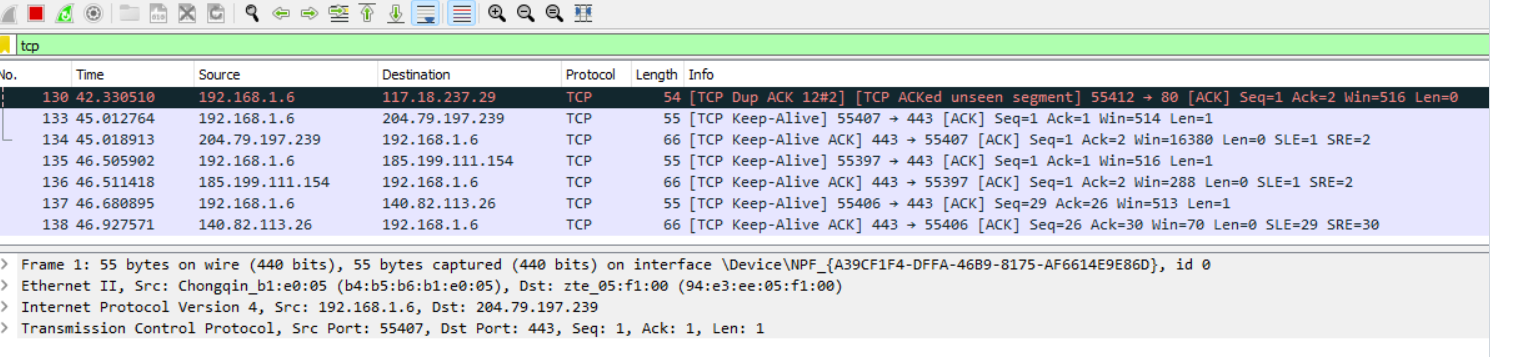 tcp
No. Time Source Destination Protocol Length Info
130 42.330510 192.168.1.6 117.18.237.29 TCP 54 [TCP Dup ACK 12#2] [TCP ACKed unseen segment] 55412 → 80 [ACK] Seq=1 Ack=2 Win=516 Len=0
133 45.012764 192.168.1.6 204.79.197.239 TCP 55 [TCP Keep-Alive] 55407 → 443 [ACK] Seq=1 Ack=1 Win=514 Len=1
134 45.018913 204.79.197.239 192.168.1.6 TCP 66 [TCP Keep-Alive ACK] 443 → 55407 [ACK] Seq=1 Ack=2 Win=16380 Len=0 SLE=1 SRE=2
135 46.505902 192.168.1.6 185.199.111.154 TCP 55 [TCP Keep-Alive] 55397 → 443 [ACK] Seq=1 Ack=1 Win=516 Len=1
136 46.511418 185.199.111.154 192.168.1.6 TCP 66 [TCP Keep-Alive ACK] 443 → 55397 [ACK] Seq=1 Ack=2 Win=288 Len=0 SLE=1 SRE=2
137 46.680895 192.168.1.6 140.82.113.26 TCP 55 [TCP Keep-Alive] 55406 → 443 [ACK] Seq=29 Ack=26 Win=513 Len=1
138 46.927571 140.82.113.26 192.168.1.6 TCP 66 [TCP Keep-Alive ACK] 443 → 55406 [ACK] Seq=26 Ack=30 Win=70 Len=0 SLE=29 SRE=30
Frame 1: 55 bytes on wire (440 bits), 55 bytes captured (440 bits) on interface \Device\NPF_{A39CF1F4-DFFA-46B9-8175-AF6614E9E86D}, id 0
Ethernet II, Src: Chongqin_b1:e0:05 (b4:b5:b6:b1:e0:05), Dst: zte_05:f1:00 (94:e3:ee:05:f1:00)
Internet Protocol Version 4, Src: 192.168.1.6, Dst: 204.79.197.239
Transmission Control Protocol, Src Port: 55407, Dst Port: 443, Seq: 1, Ack: 1, Len: 1